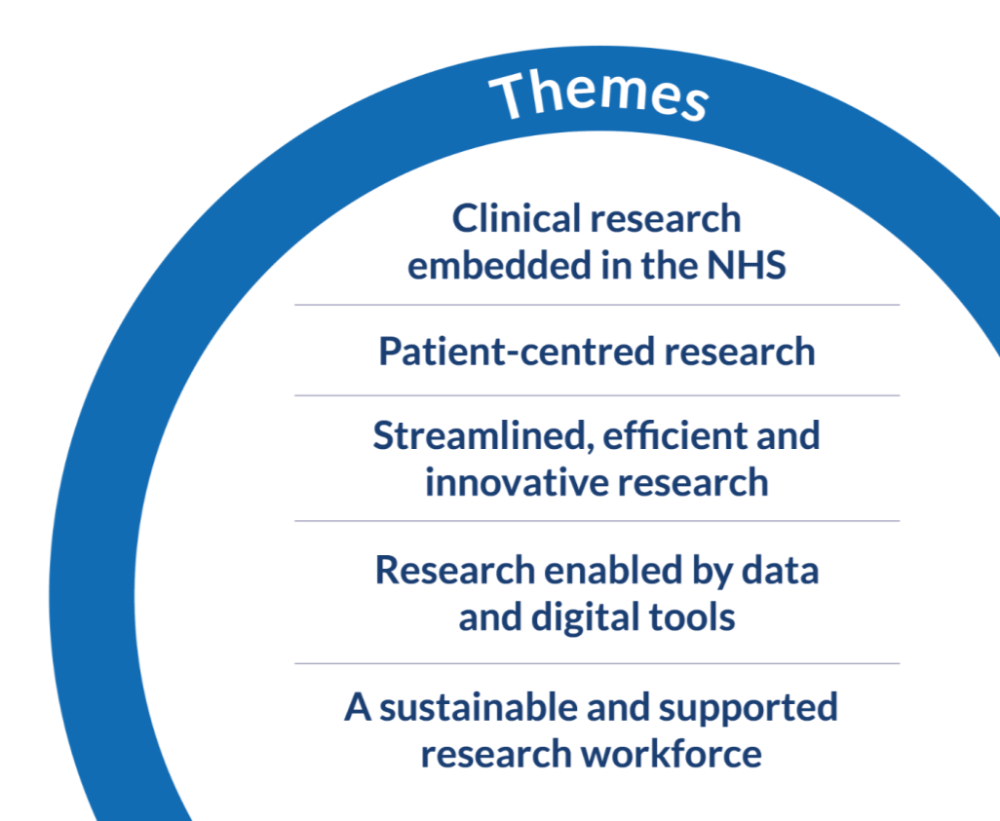 Themes
Clinical research
embedded in the NHS
Patient-centred research
Streamlined, efficient and
innovative research
Research enabled by data
and digital tools
A sustainable and supported
research workforce